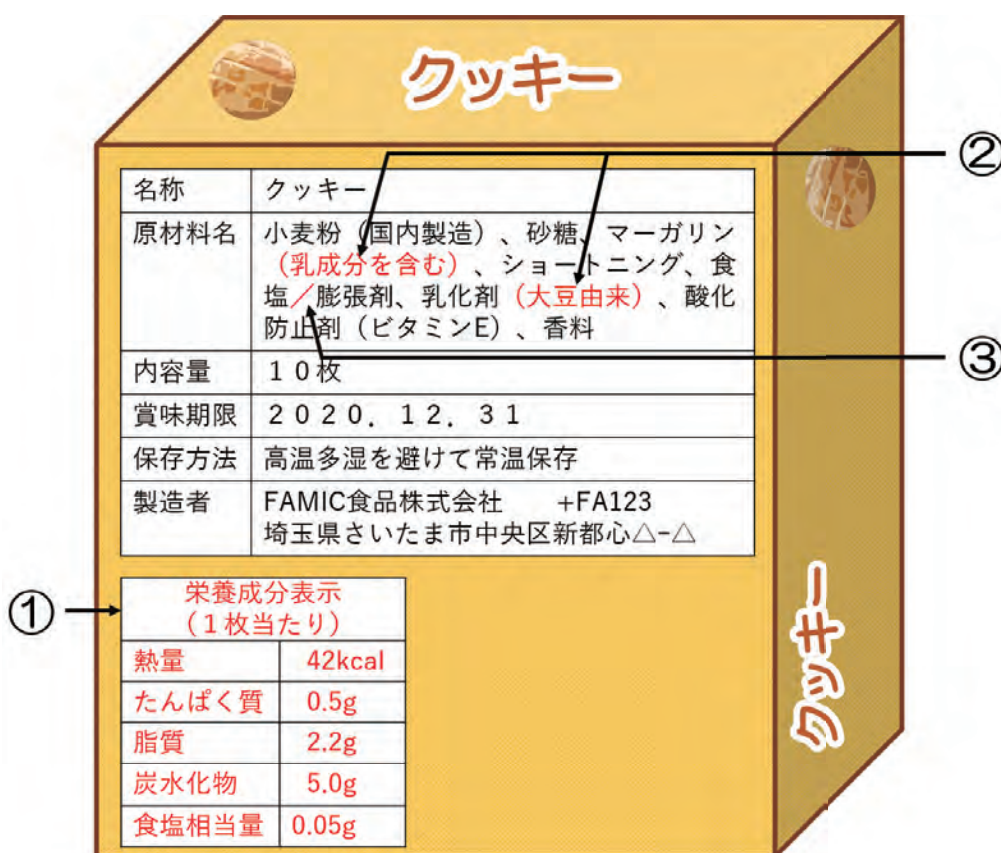 クッキー
②
名称 クッキー
原材料名 小麦粉（国内製造）、砂糖、マーガリン
（乳成分を含む）、ショートニング、食
塩／膨張剤、乳化剤（大豆由来）、酸化
防止剤（ビタミンE）、香料
③
内容量 １０枚
賞味期限 ２０２０．１２．３１
保存方法 高温多湿を避けて常温保存
製造者 FAMIC食品株式会社 +FA123
埼玉県さいたま市中央区新都心△−△
①
栄養成分表示
（１枚当たり）
熱量 42kcal
たんぱく質 0.5g
脂質 2.2g
炭水化物 5.0g
食塩相当量 0.05g
クッキー